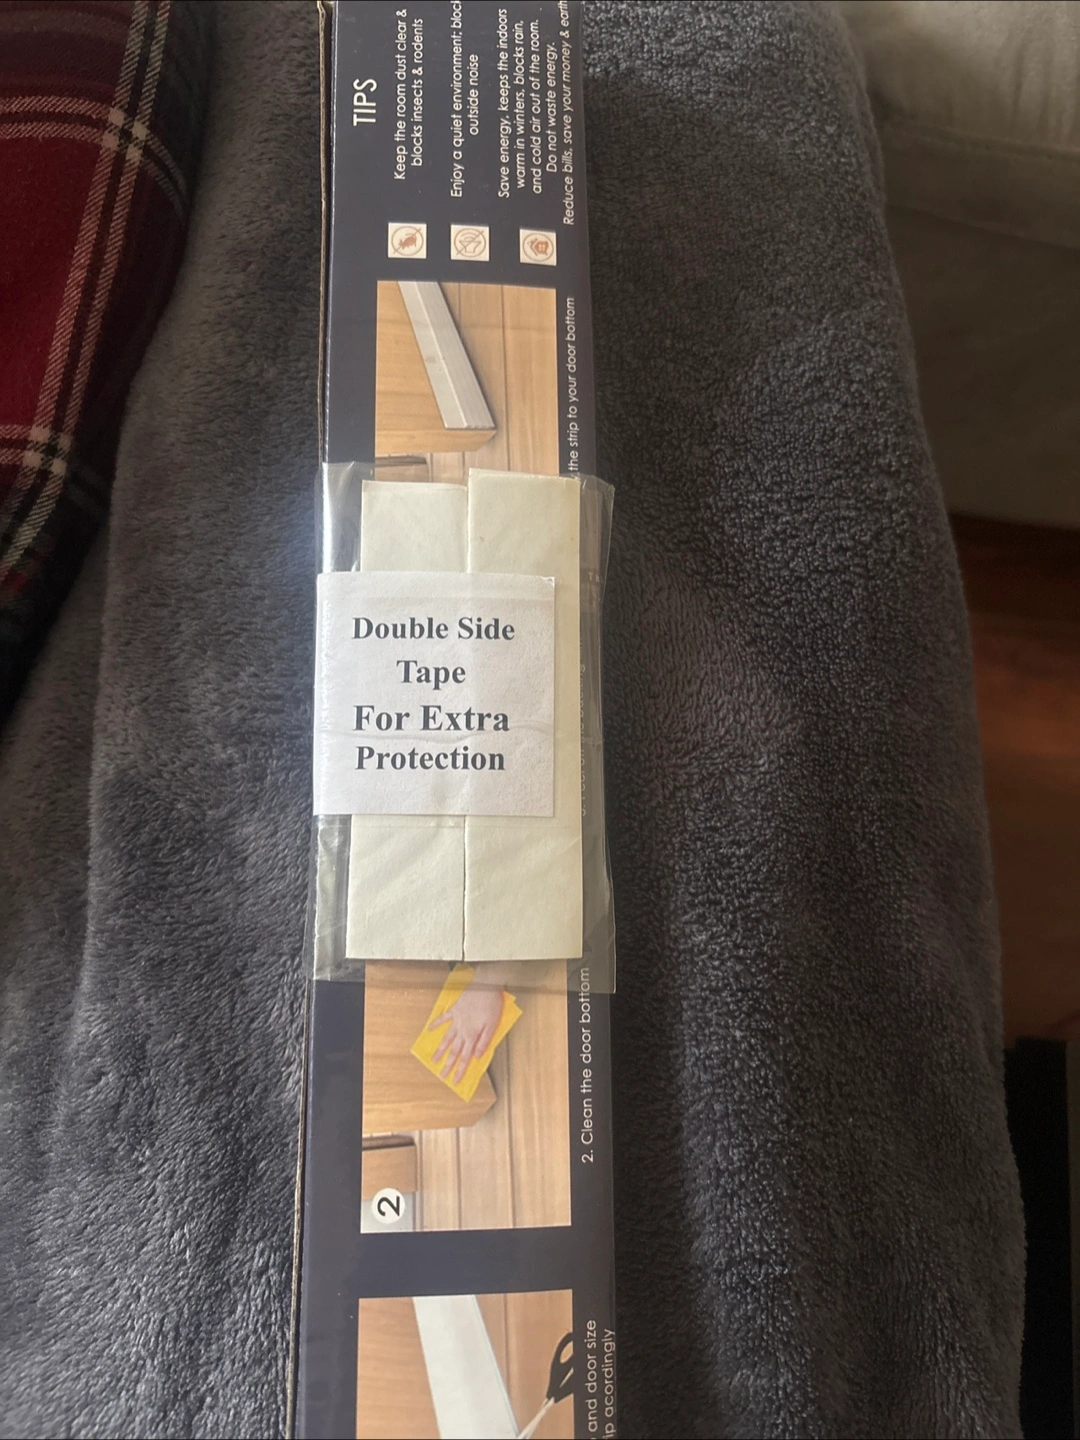 TIPS
Keep the room dust clear &
blocks insects & rodents
Enjoy a quiet environment; block
outside noise
Save energy, keeps the indoors
warm in winters, blocks rain,
and cold air out of the room.
Do not waste energy.
Reduce bills, save your money & earth
the strip to your door bottom
Double Side
Tape
For Extra
Protection
2
2. Clean the door bottom
and door size
ip acordingly